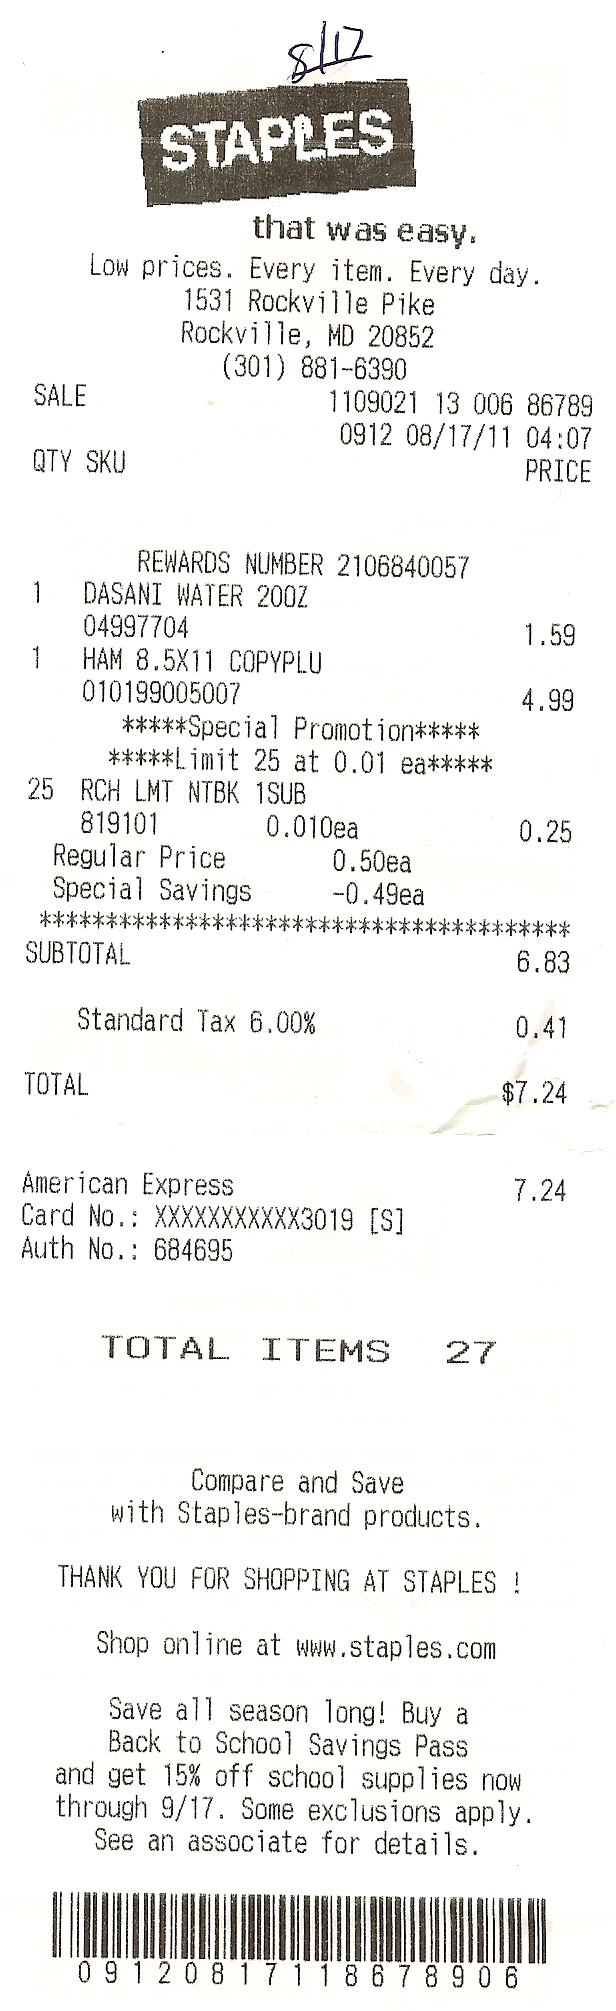 8/17
STAPLES
that was easy.
Low prices. Every item. Every day.
1531 Rockville Pike
Rockville, MD 20852
(301) 881-6390
SALE 1109021 13 006 86789
0912 08/17/11 04:07
QTY SKU PRICE
REWARDS NUMBER 2106840057
1 DASANI WATER 20OZ
04997704 1.59
1 HAM 8.5X11 COPYPLU
010199005007 4.99
*****Special Promotion*****
*****Limit 25 at 0.01 ea*****
25 RCH LMT NTBK 1SUB
819101 0.010ea 0.25
Regular Price 0.50ea
Special Savings -0.49ea
****************************************
SUBTOTAL 6.83
Standard Tax 6.00% 0.41
TOTAL $7.24
American Express 7.24
Card No.: XXXXXXXXXXX3019 [S]
Auth No.: 684695
TOTAL ITEMS 27
Compare and Save
with Staples-brand products.
THANK YOU FOR SHOPPING AT STAPLES !
Shop online at www.staples.com
Save all season long! Buy a
Back to School Savings Pass
and get 15% off school supplies now
through 9/17. Some exclusions apply.
See an associate for details.
0912081711867890​6